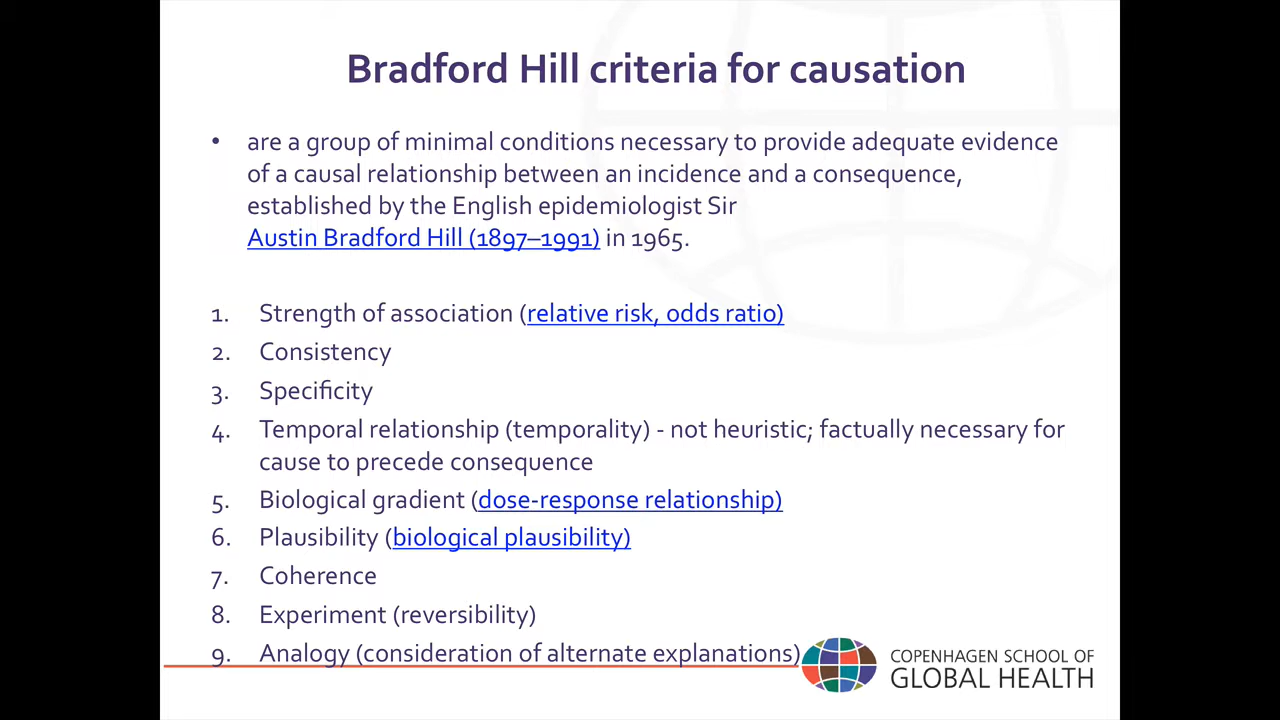 Bradford Hill criteria for causation
• are a group of minimal conditions necessary to provide adequate evidence
of a causal relationship between an incidence and a consequence,
established by the English epidemiologist Sir
Austin Bradford Hill (1897–1991) in 1965.
1. Strength of association (relative risk, odds ratio)
2. Consistency
3. Specificity
4. Temporal relationship (temporality) - not heuristic; factually necessary for
cause to precede consequence
5. Biological gradient (dose-response relationship)
6. Plausibility (biological plausibility)
7. Coherence
8. Experiment (reversibility)
9. Analogy (consideration of alternate explanations)
COPENHAGEN SCHOOL OF
GLOBAL HEALTH